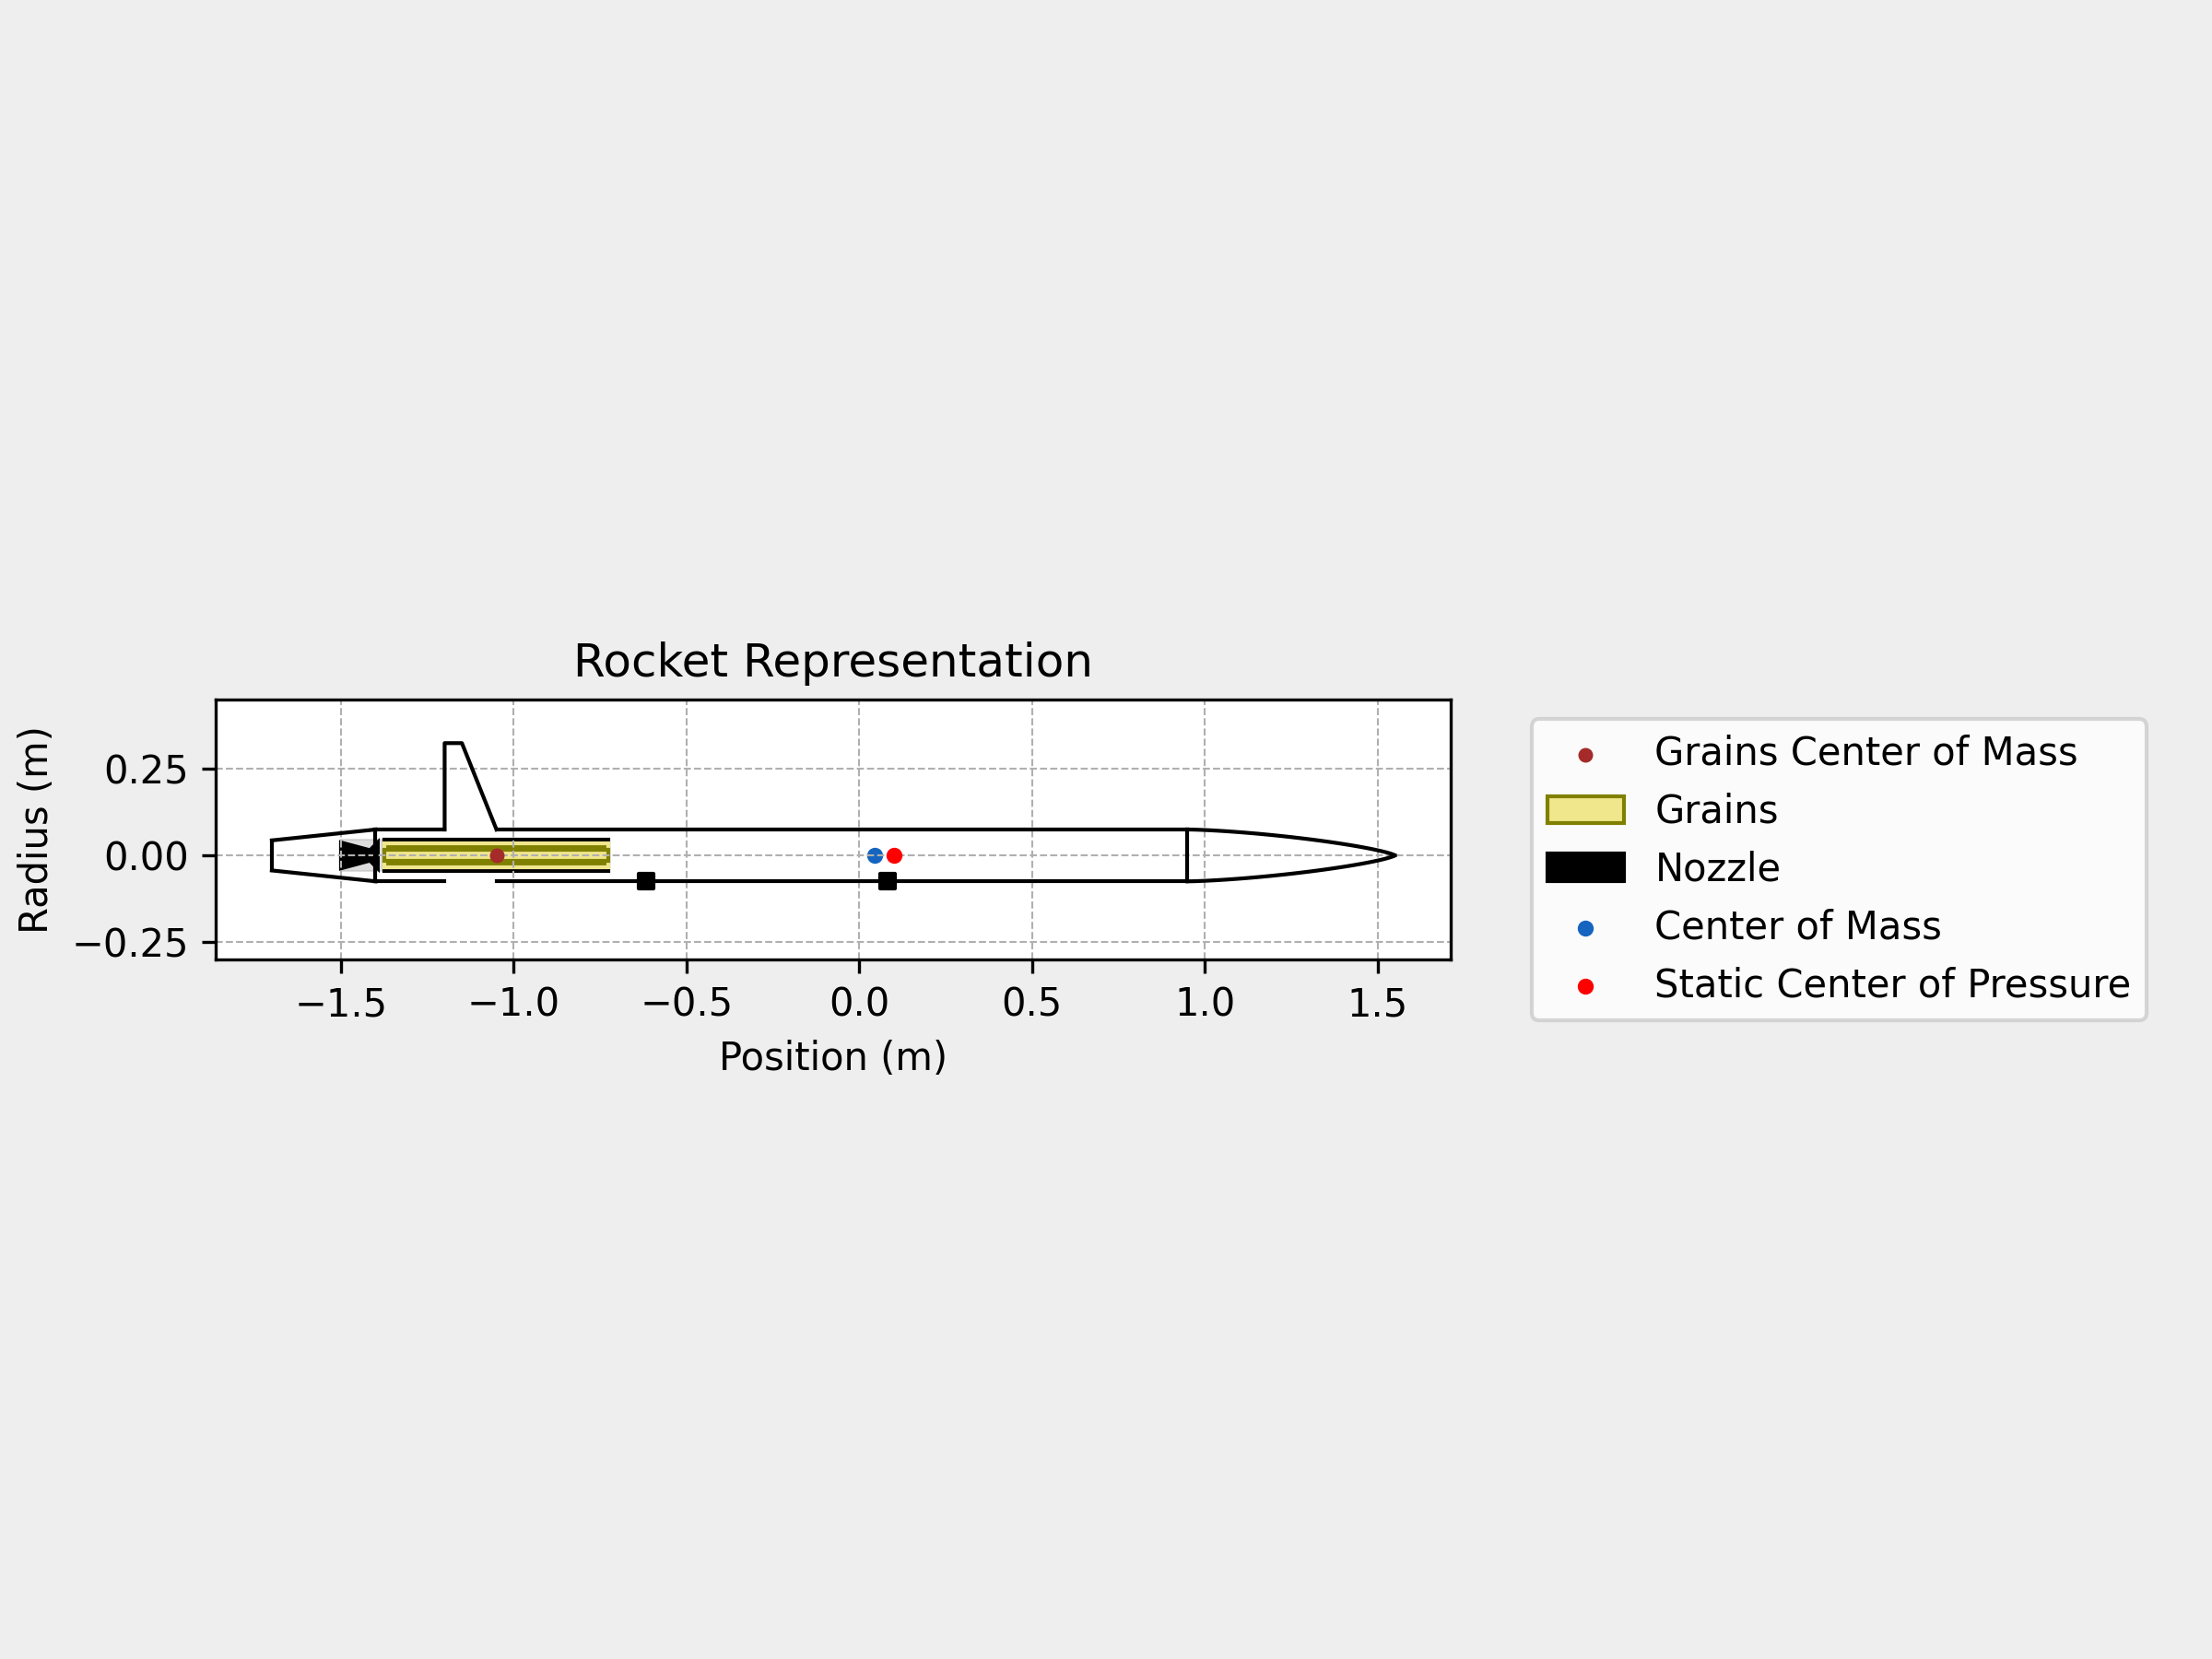 Rocket Representation
Radius (m)
0.25
0.00
−0.25
−1.5
−1.0
−0.5
0.0
0.5
1.0
1.5
Position (m)
Grains Center of Mass
Grains
Nozzle
Center of Mass
Static Center of Pressure